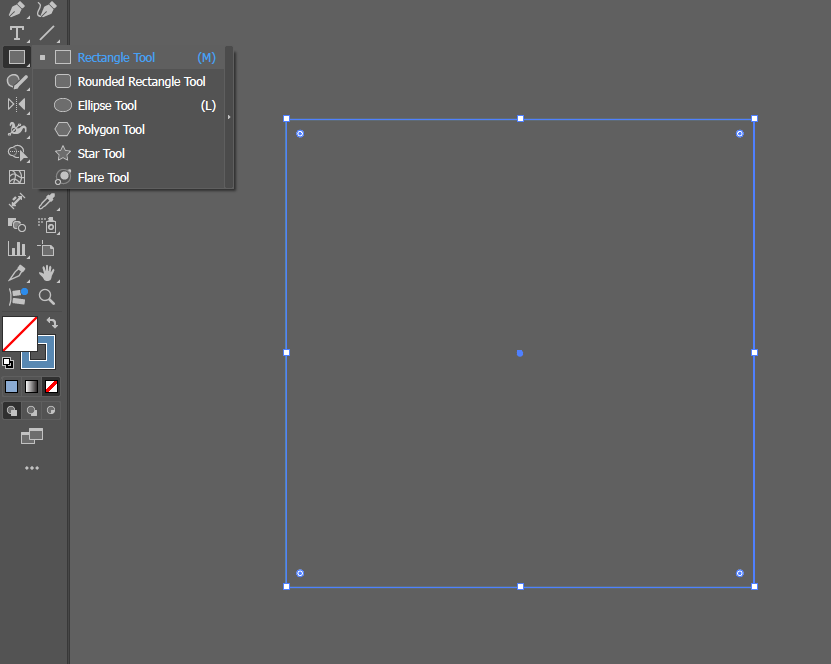 Rectangle Tool (M)
Rounded Rectangle Tool
Ellipse Tool (L)
Polygon Tool
Star Tool
Flare Tool